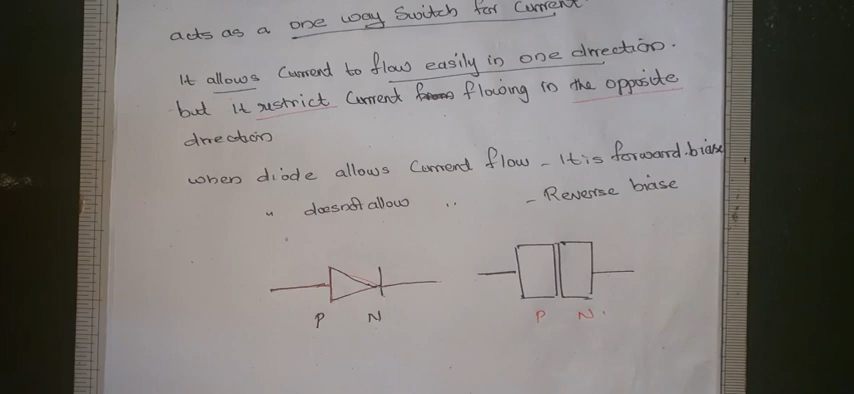 acts as a one way switch for current.
It allows current to flow easily in one direction.
but it restrict current from flowing in the opposite
direction
when diode allows current flow - It is forward.biase
" doesnot allow " - Reverse biase
P N P N.